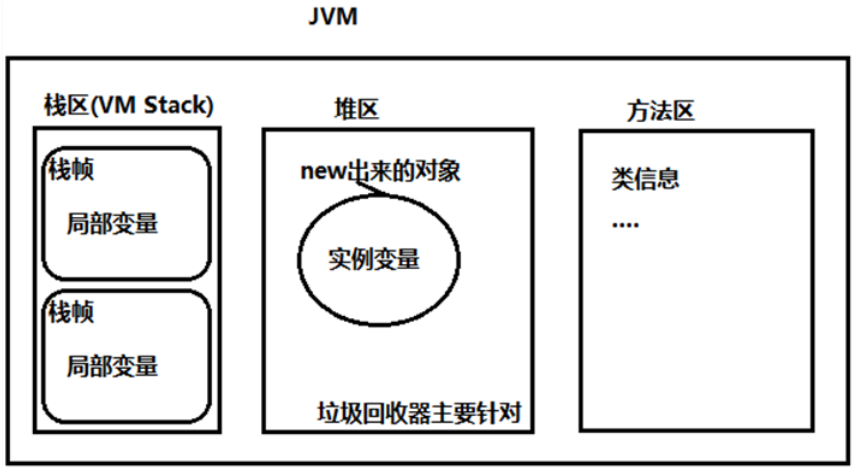 JVM
栈区(VM Stack)
栈帧
局部变量
栈帧
局部变量
堆区
new出来的对象
实例变量
垃圾回收器主要针对
方法区
类信息
....